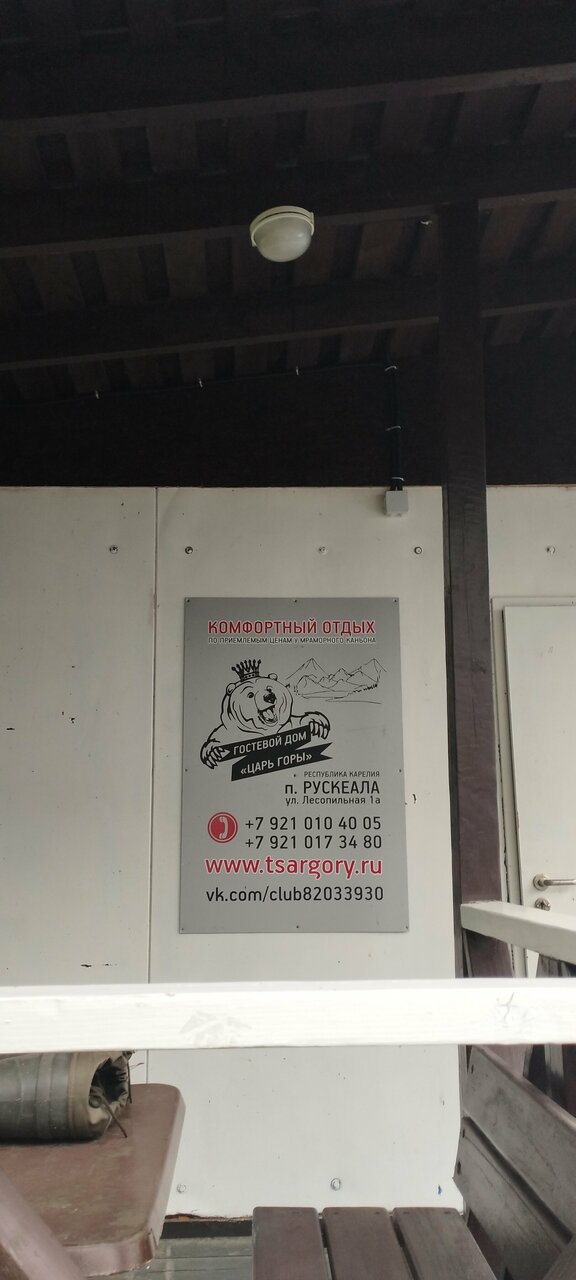 КОМФОРТНЫЙ ОТДЫХ
ПО ПРИЕМЛЕМЫМ ЦЕНАМ У МРАМОРНОГО КАНЬОНА
ГОСТЕВОЙ ДОМ
«ЦАРЬ ГОРЫ»
РЕСПУБЛИКА КАРЕЛИЯ
п. РУСКЕАЛА
ул. Лесопильная 1а
+7 921 010 40 05
+7 921 017 34 80
www.tsargory.ru
vk.com/club82033930